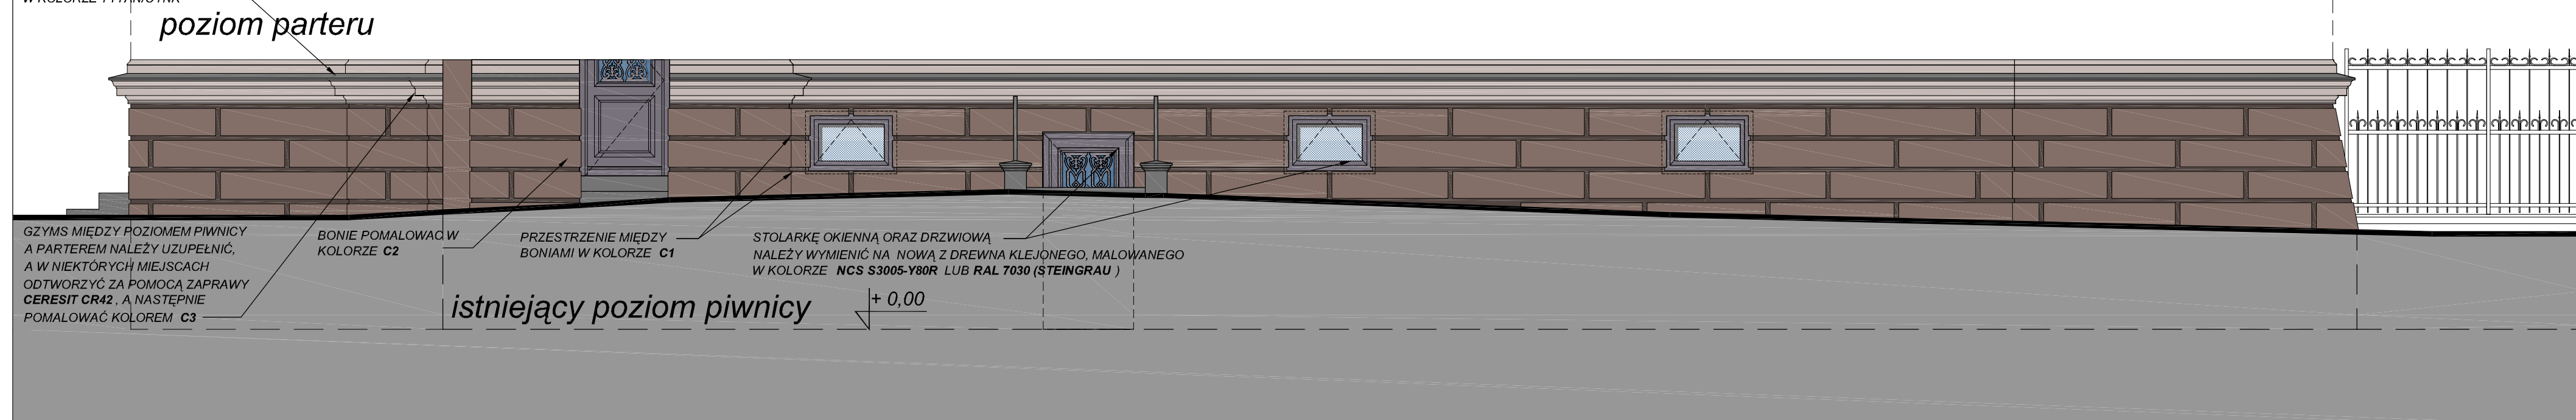 poziom parteru
GZYMS MIĘDZY POZIOMEM PIWNICY
A PARTEREM NALEŻY UZUPEŁNIĆ,
A W NIEKTÓRYCH MIEJSCACH
ODTWORZYĆ ZA POMOCĄ ZAPRAWY
CERESIT CR42 , A NASTĘPNIE
POMALOWAĆ KOLOREM C3
BONIE POMALOWAĆ W
KOLORZE C2
PRZESTRZENIE MIĘDZY
BONIAMI W KOLORZE C1
STOLARKĘ OKIENNĄ ORAZ DRZWIOWĄ
NALEŻY WYMIENIĆ NA NOWĄ Z DREWNA KLEJONEGO, MALOWANEGO
W KOLORZE NCS S3005-Y80R LUB RAL 7030 (STEINGRAU )
istniejący poziom piwnicy
+ 0,00